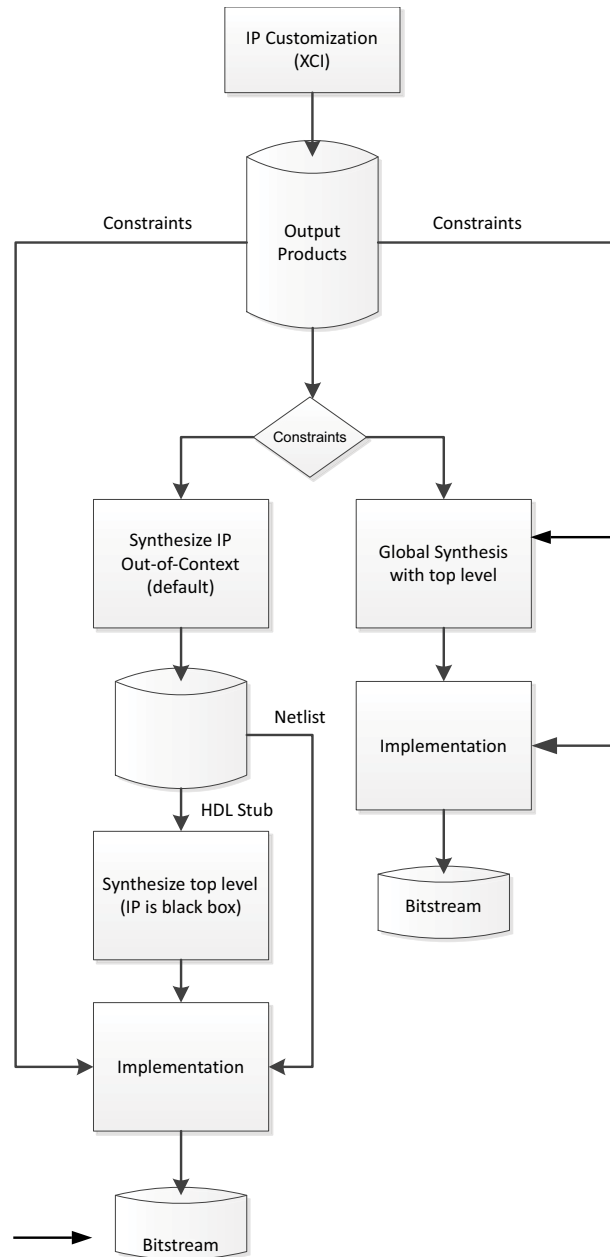 IP Customization
(XCI)
Constraints
Output
Products
Constraints
Constraints
Synthesize IP
Out-of-Context
(default)
Global Synthesis
with top level
Netlist
Implementation
HDL Stub
Synthesize top level
(IP is black box)
Bitstream
Implementation
Bitstream